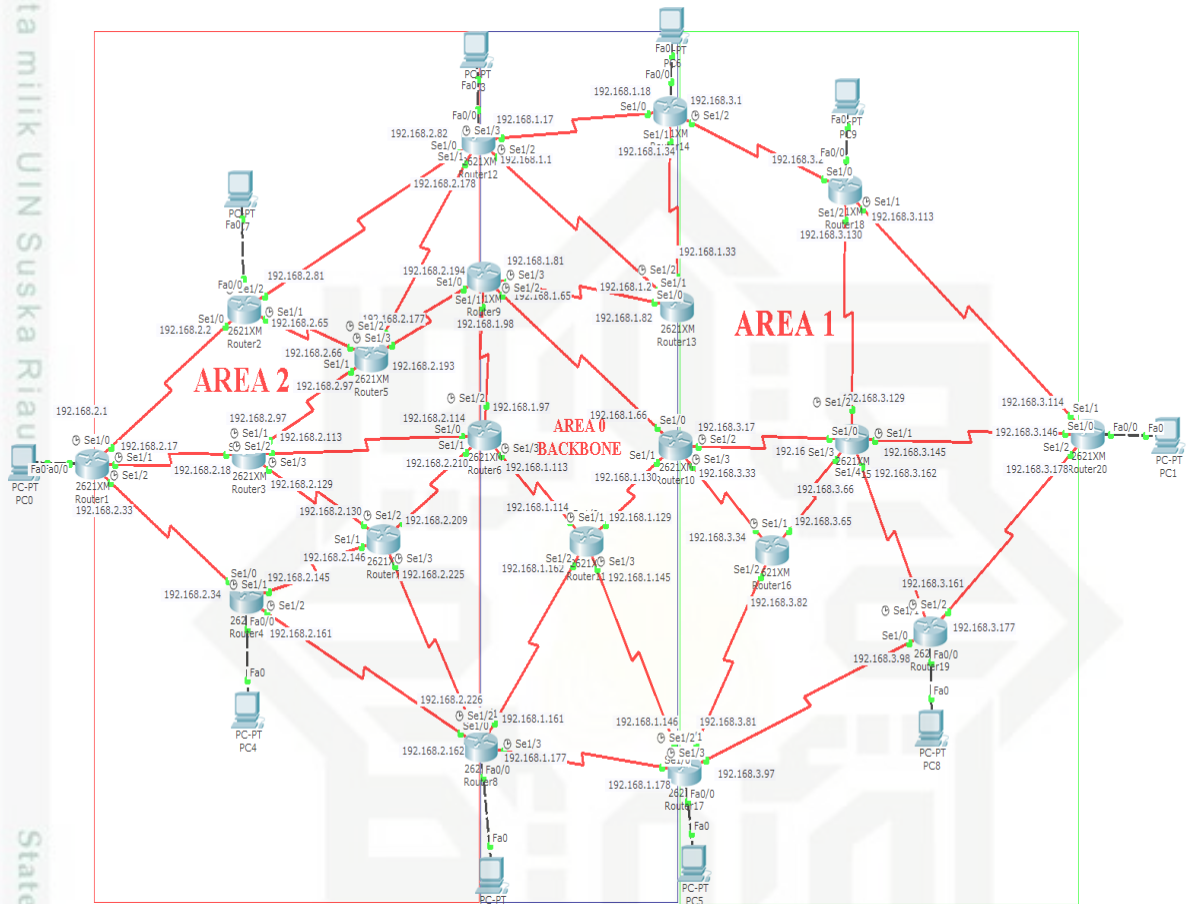 ta milik UIN Suska Riau
State
PC-PT
Fa0/0
Se1/3
192.168.1.17
192.168.2.82
Se1/0
Se1/1
Se1/2
192.168.1.1
2621XM
Router12
192.168.2.178
PC6
Fa0/0
192.168.1.18
Se1/0
192.168.3.1
Se1/2
Se1/1
192.168.1.34
PC9
Fa0/0
192.168.3.2
Se1/0
Se1/1
192.168.3.113
Router18
192.168.3.130
PC-PT
Fa0/0
192.168.2.81
Se1/0
Se1/1
192.168.2.2
192.168.2.65
2621XM
Router2
192.168.2.194
192.168.1.81
Se1/0
Se1/3
Se1/2
192.168.1.65
Se1/1
Router9
192.168.1.98
192.168.1.33
Se1/2
Se1/1
192.168.1.2
Se1/0
192.168.1.82
2621XM
Router13
AREA 1
Se1/2
192.168.2.177
Se1/3
192.168.2.66
Se1/1
192.168.2.193
2621XM
Router5
192.168.2.97
AREA 2
192.168.2.1
Se1/0
192.168.2.17
Se1/1
Se1/2
Fa0
PC-PT
PC0
2621XM
Router1
192.168.2.33
192.168.2.97
Se1/1
192.168.2.113
Se1/2
192.168.2.18
Se1/3
2621XM
Router3
192.168.2.129
Se1/2
192.168.1.97
192.168.2.114
Se1/0
Se1/1
Se1/3
192.168.2.210
2621XM
Router6
192.168.1.113
AREA 0
BACKBONE
192.168.1.66
Se1/0
192.168.3.17
Se1/2
Se1/1
Se1/3
192.168.3.33
2621XM
Router10
192.168.1.130
Se1/2
192.168.3.129
Se1/0
Se1/1
192.168.3.145
2621XM
192.168.3.162
192.168.3.66
192.168.3.114
Se1/1
192.168.3.146
Se1/0
Fa0/0
Fa0
Se1/2
2621XM
192.168.3.178
Router20
PC-PT
PC1
192.168.2.130
Se1/2
192.168.2.209
Se1/1
192.168.2.146
Se1/3
192.168.2.225
192.168.1.114
Se1/1
192.168.1.129
Se1/2
Se1/3
192.168.1.162
192.168.1.145
Se1/1
192.168.3.65
192.168.3.34
Se1/2
Router16
192.168.3.82
Se1/0
Se1/1
192.168.2.145
192.168.2.34
Se1/2
Fa0/0
Router4
192.168.2.161
Fa0
PC-PT
PC4
192.168.3.161
Se1/2
Se1/0
192.168.3.177
Fa0/0
192.168.3.98
Router19
Fa0
PC-PT
PC8
192.168.2.226
Se1/2
192.168.1.161
Se1/0
Se1/3
192.168.2.162
192.168.1.177
Fa0/0
Router8
Fa0
PC-PT
192.168.1.146
192.168.3.81
Se1/2
Se1/3
192.168.3.97
192.168.1.178
Fa0/0
Router17
Fa0
PC-PT
PC5